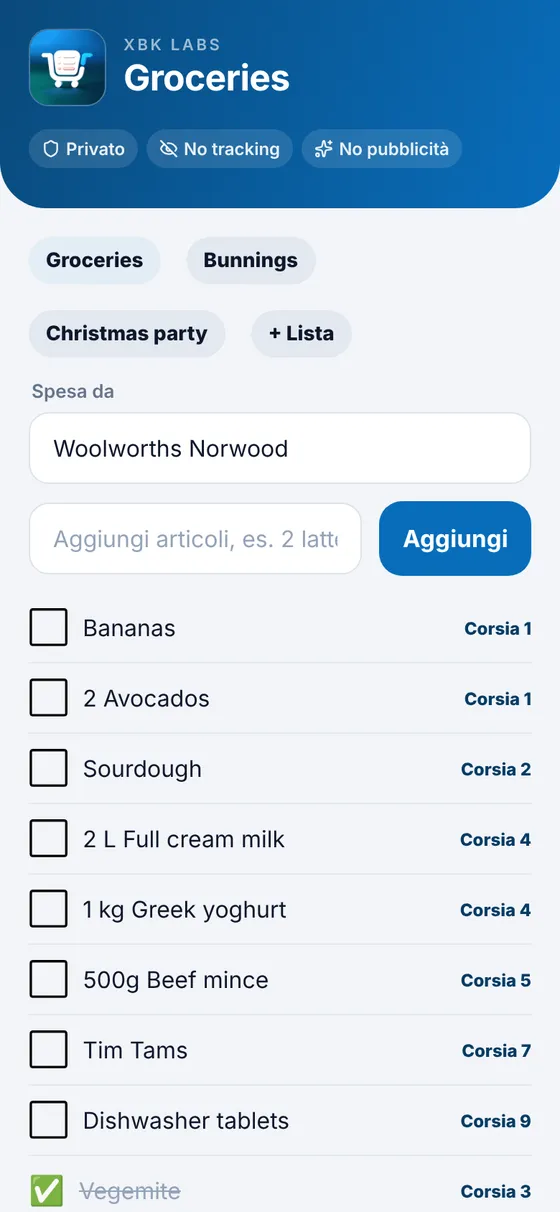 XBK LABS
Groceries
Privato
No tracking
No pubblicità
Groceries
Bunnings
Christmas party
+ Lista
Spesa da
Woolworths Norwood
Aggiungi articoli, es. 2 latte
Aggiungi
Bananas
Corsia 1
2 Avocados
Corsia 1
Sourdough
Corsia 2
2 L Full cream milk
Corsia 4
1 kg Greek yoghurt
Corsia 4
500g Beef mince
Corsia 5
Tim Tams
Corsia 7
Dishwasher tablets
Corsia 9
Vegemite
Corsia 3